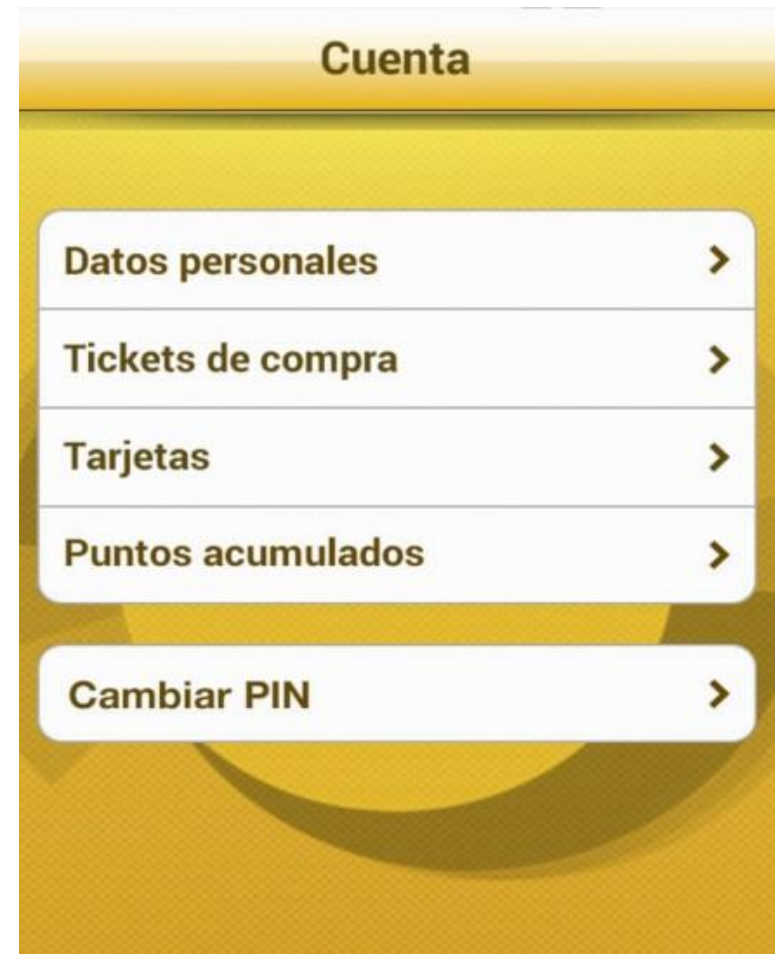 Cuenta
Datos personales
Tickets de compra
Tarjetas
Puntos acumulados
Cambiar PIN